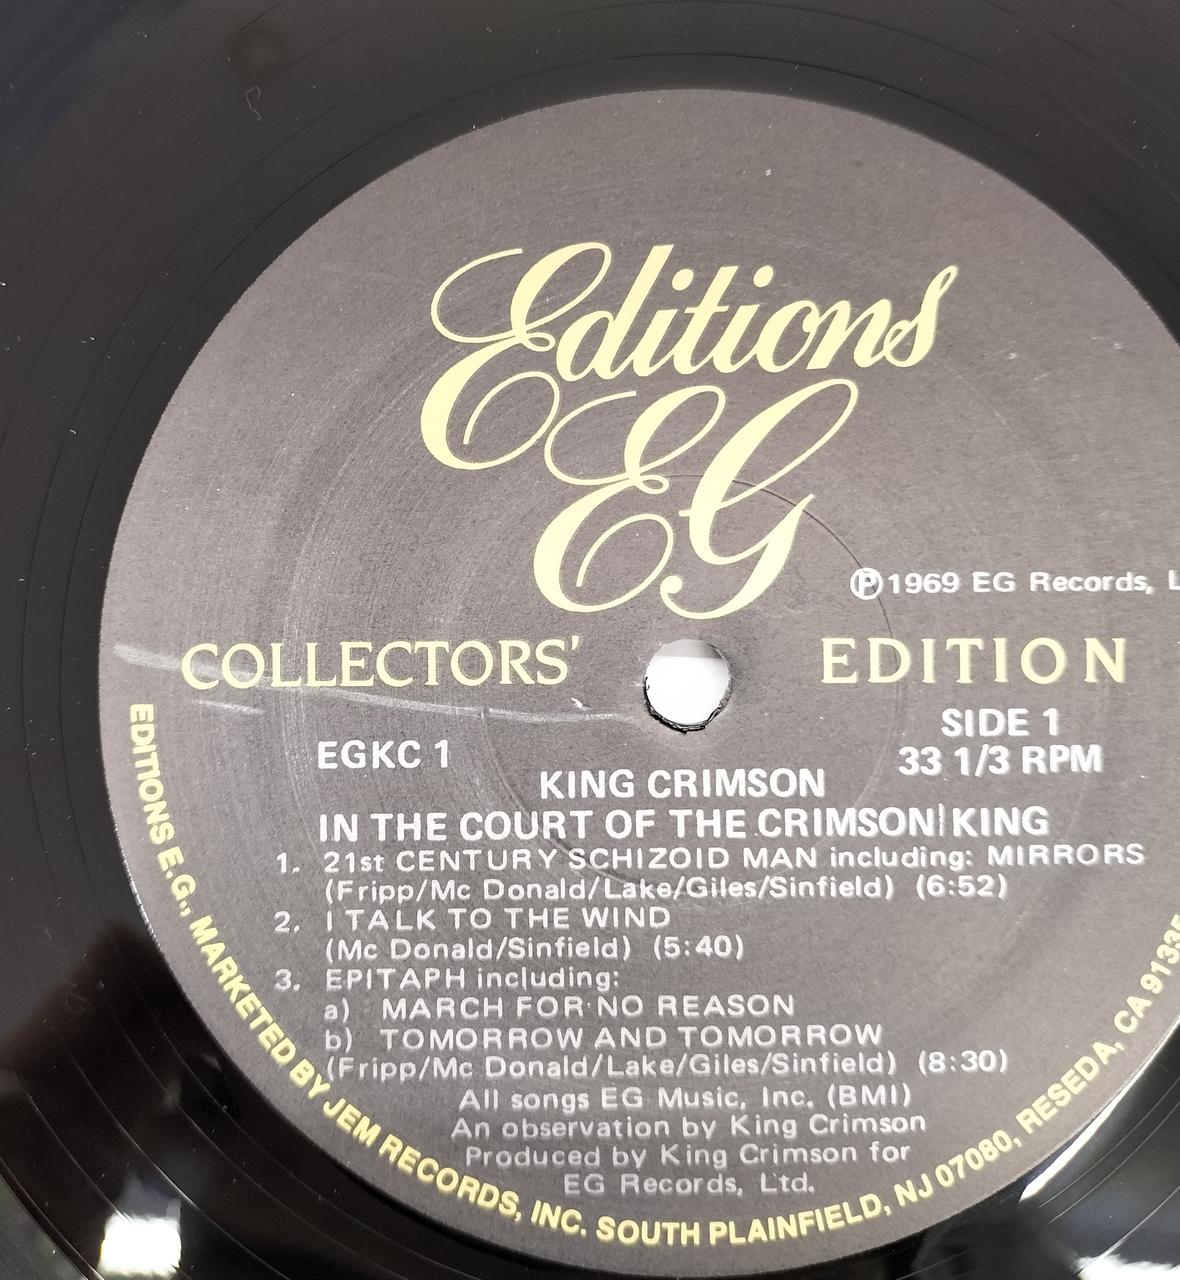 Editions
EG
℗1969 EG Records, L
COLLECTORS' EDITION
SIDE 1
EGKC 1
33 1/3 RPM
KING CRIMSON
IN THE COURT OF THE CRIMSON KING
1. 21st CENTURY SCHIZOID MAN including: MIRRORS
(Fripp/Mc Donald/Lake/Giles/Sinfield) (6:52)
2. I TALK TO THE WIND
(Mc Donald/Sinfield) (5:40)
3. EPITAPH including:
a) MARCH FOR NO REASON
b) TOMORROW AND TOMORROW
(Fripp/Mc Donald/Lake/Giles/Sinfield) (8:30)
All songs EG Music, Inc. (BMI)
An observation by King Crimson
Produced by King Crimson for
EG Records, Ltd.
EDITIONS E.G., MARKETED BY JEM RECORDS, INC. SOUTH PLAINFIELD, NJ 07080, RESEDA, CA 91335